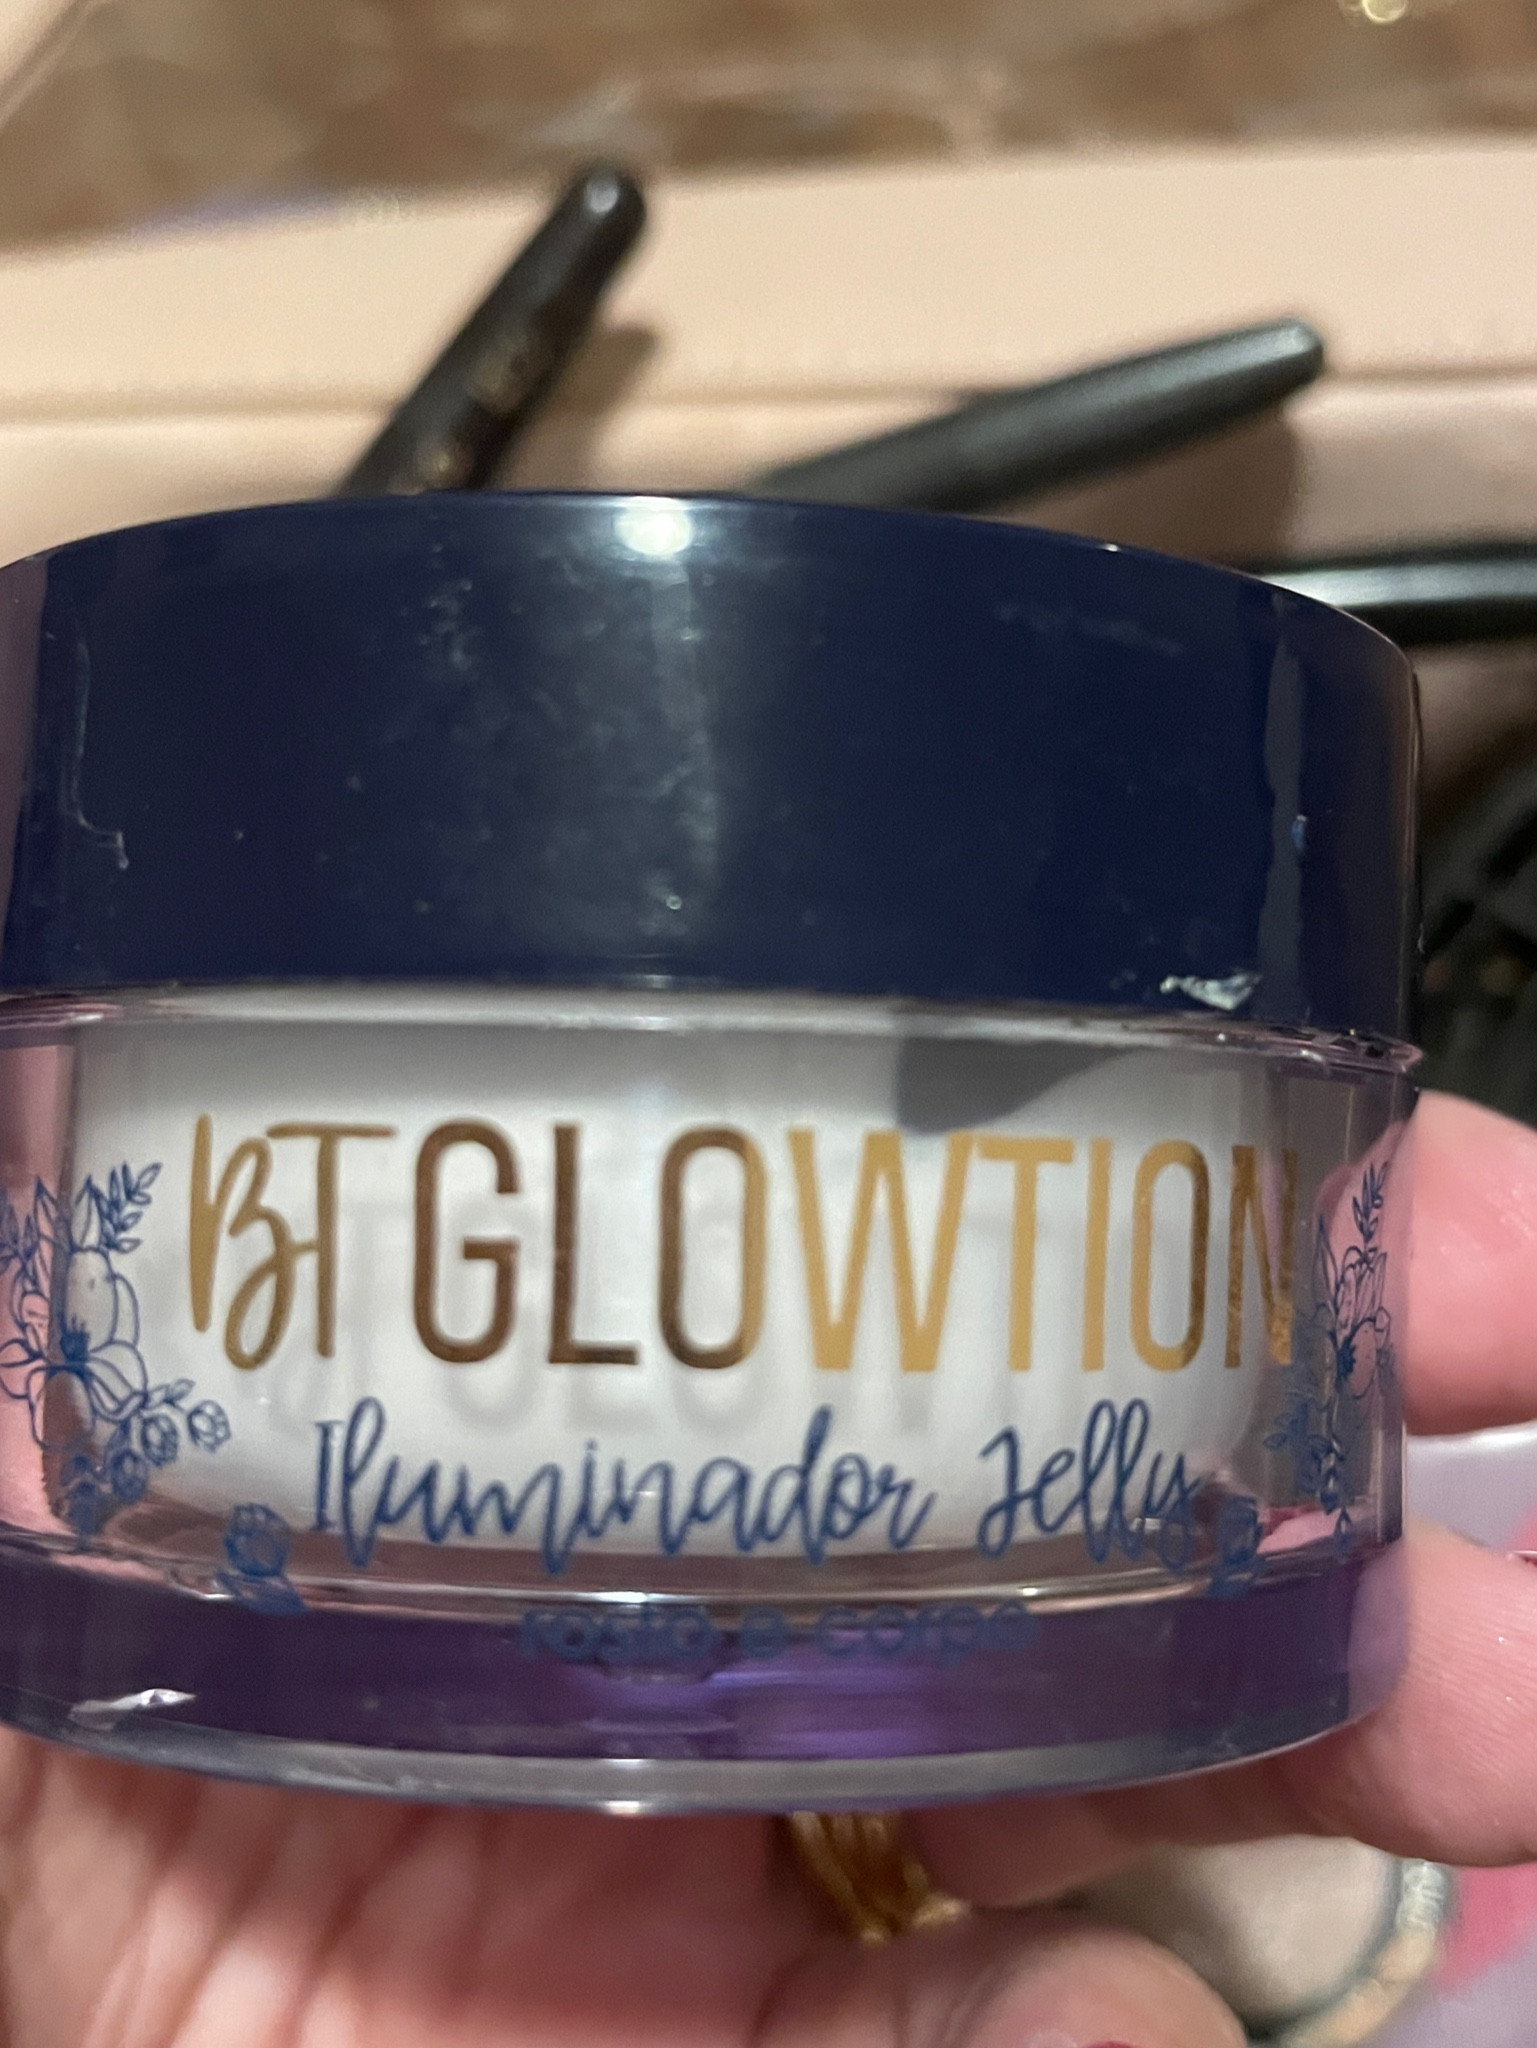 BT GLOWTION
Iluminador Jelly
rosto e corpo